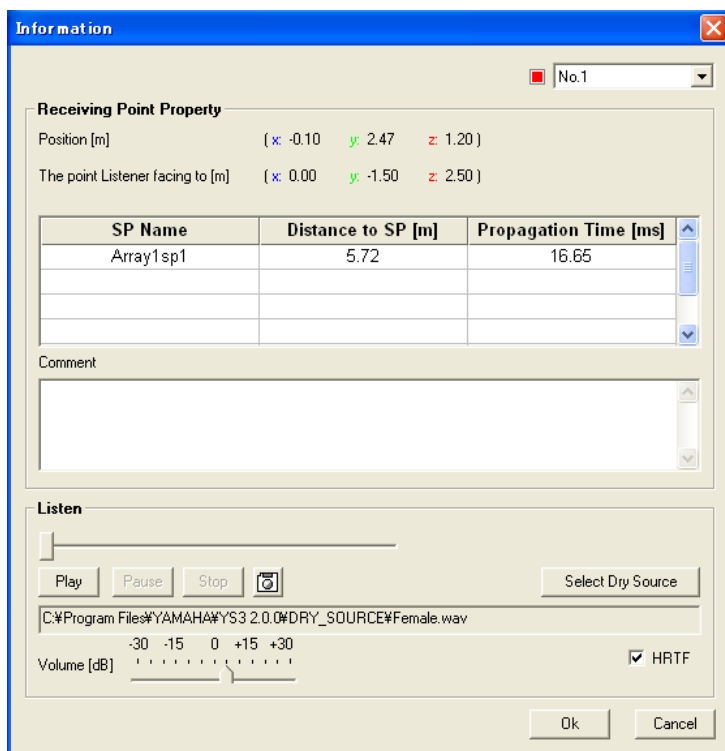 Information
No.1
Receiving Point Property
Position [m] ( x: -0.10 y: 2.47 z: 1.20 )
The point Listener facing to [m] ( x: 0.00 y: -1.50 z: 2.50 )
SP Name Distance to SP [m] Propagation Time [ms]
Array1sp1 5.72 16.65
Comment
Listen
Play Pause Stop Select Dry Source
C:¥Program Files¥YAMAHA¥YS3 2.0.0¥DRY_SOURCE¥Female.wav
-30 -15 0 +15 +30
Volume [dB] HRTF
Ok Cancel